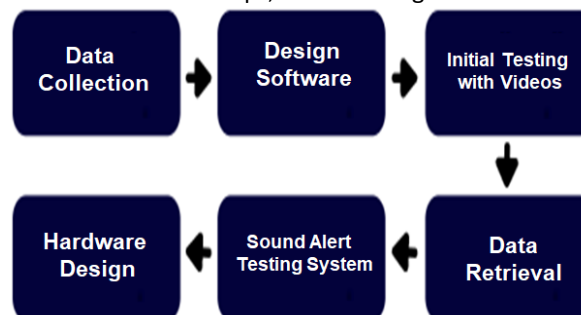 Data
Collection
Design
Software
Initial Testing
with Videos
Data
Retrieval
Sound Alert
Testing System
Hardware
Design